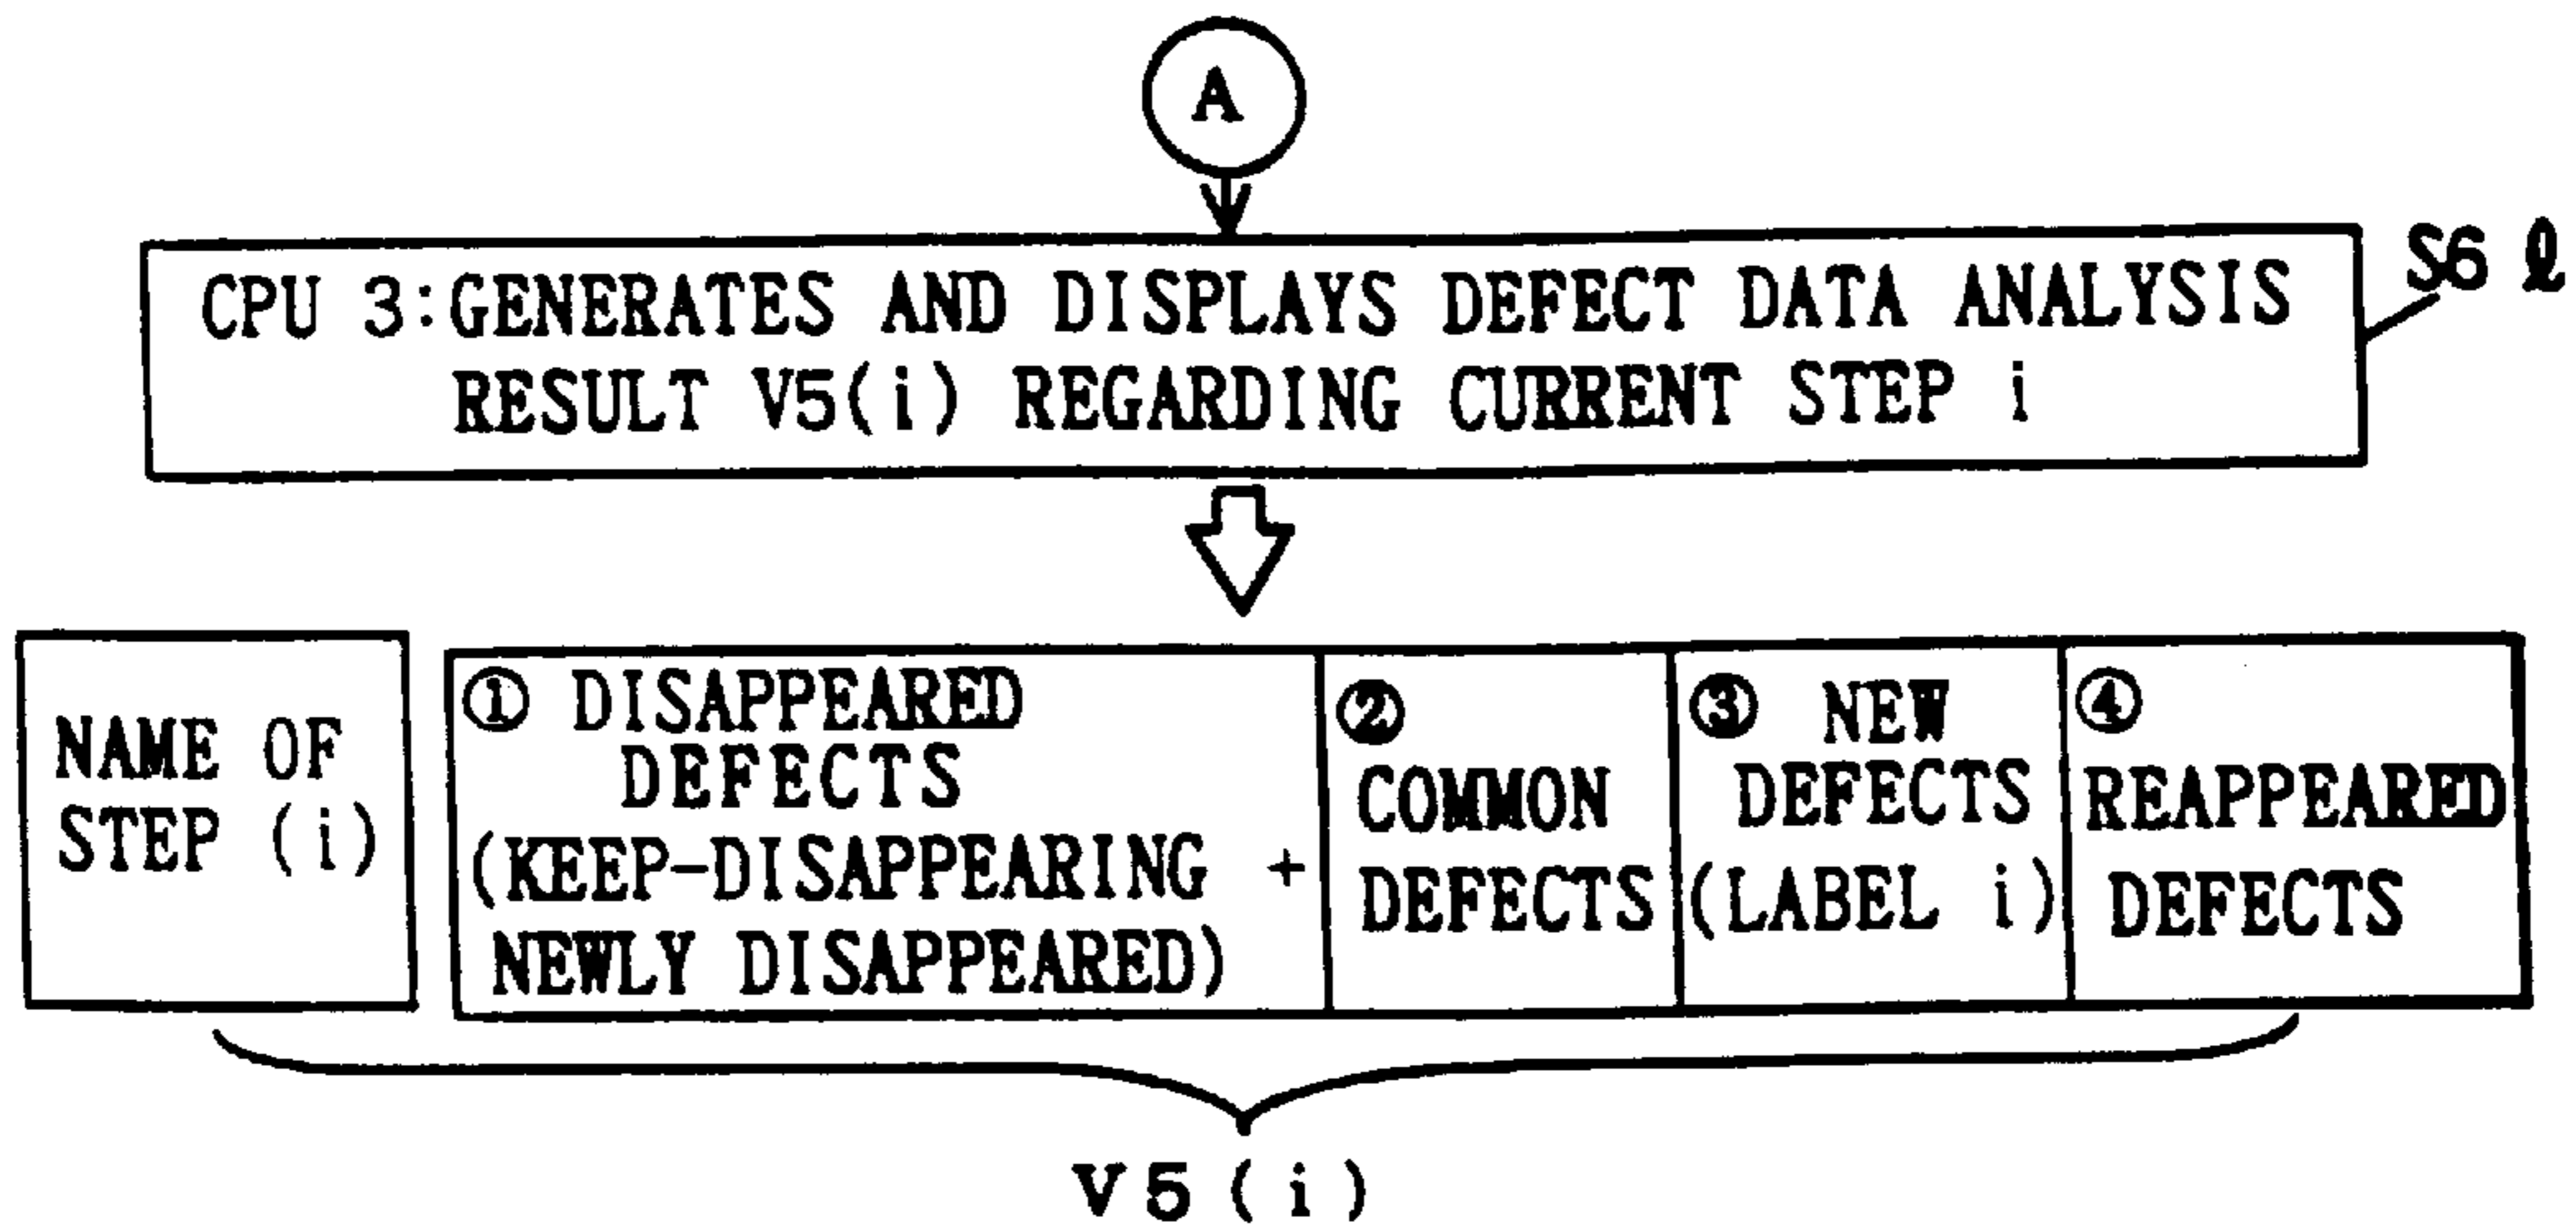 A
CPU 3:GENERATES AND DISPLAYS DEFECT DATA ANALYSIS
RESULT V5(i) REGARDING CURRENT STEP i
S6 ℓ
NAME OF
STEP (i)
① DISAPPEARED
DEFECTS
(KEEP-DISAPPEARING +
NEWLY DISAPPEARED)
②
COMMON
DEFECTS
③ NEW
DEFECTS
(LABEL i)
④
REAPPEARED
DEFECTS
V5(i)